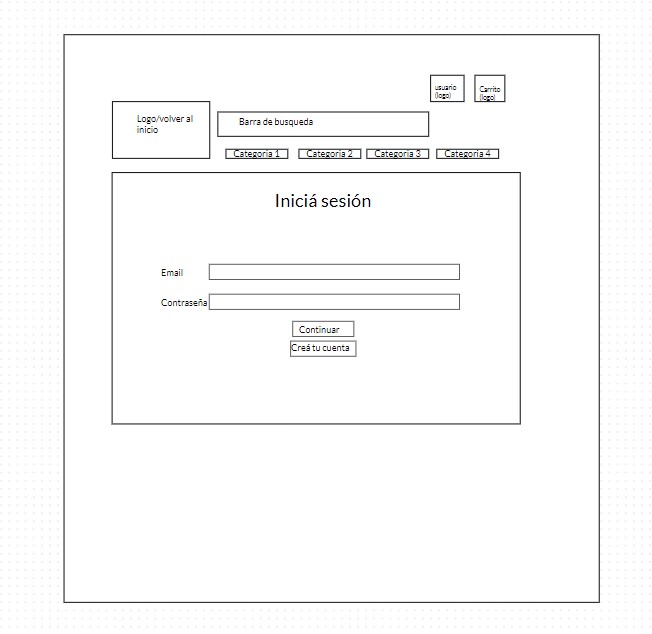 usuario
(logo)
Carrito
(logo)
Logo/volver al
inicio
Barra de busqueda
Categoria 1
Categoria 2
Categoria 3
Categoria 4
Iniciá sesión
Email
Contraseña
Continuar
Creá tu cuenta